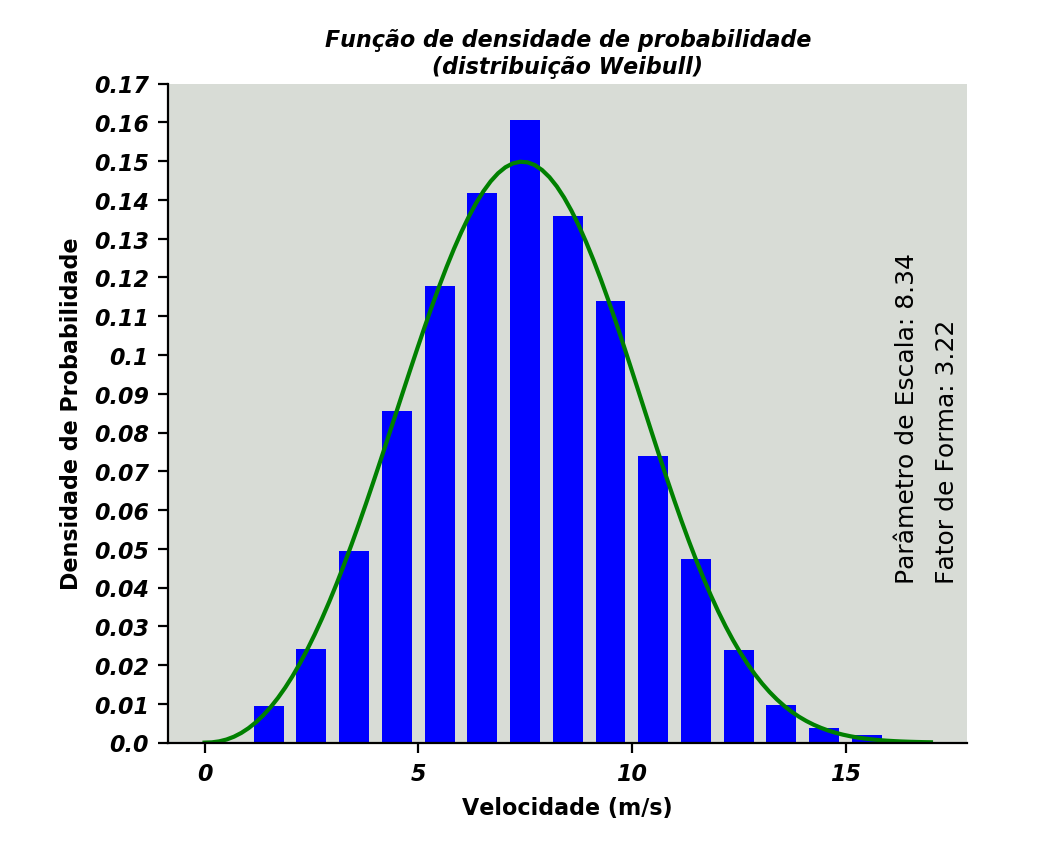 Função de densidade de probabilidade
(distribuição Weibull)
0.17
0.16
0.15
0.14
0.13
0.12
0.11
0.1
0.09
0.08
0.07
0.06
0.05
0.04
0.03
0.02
0.01
0.0
Densidade de Probabilidade
Parâmetro de Escala: 8.34
Fator de Forma: 3.22
0 5 10 15
Velocidade (m/s)